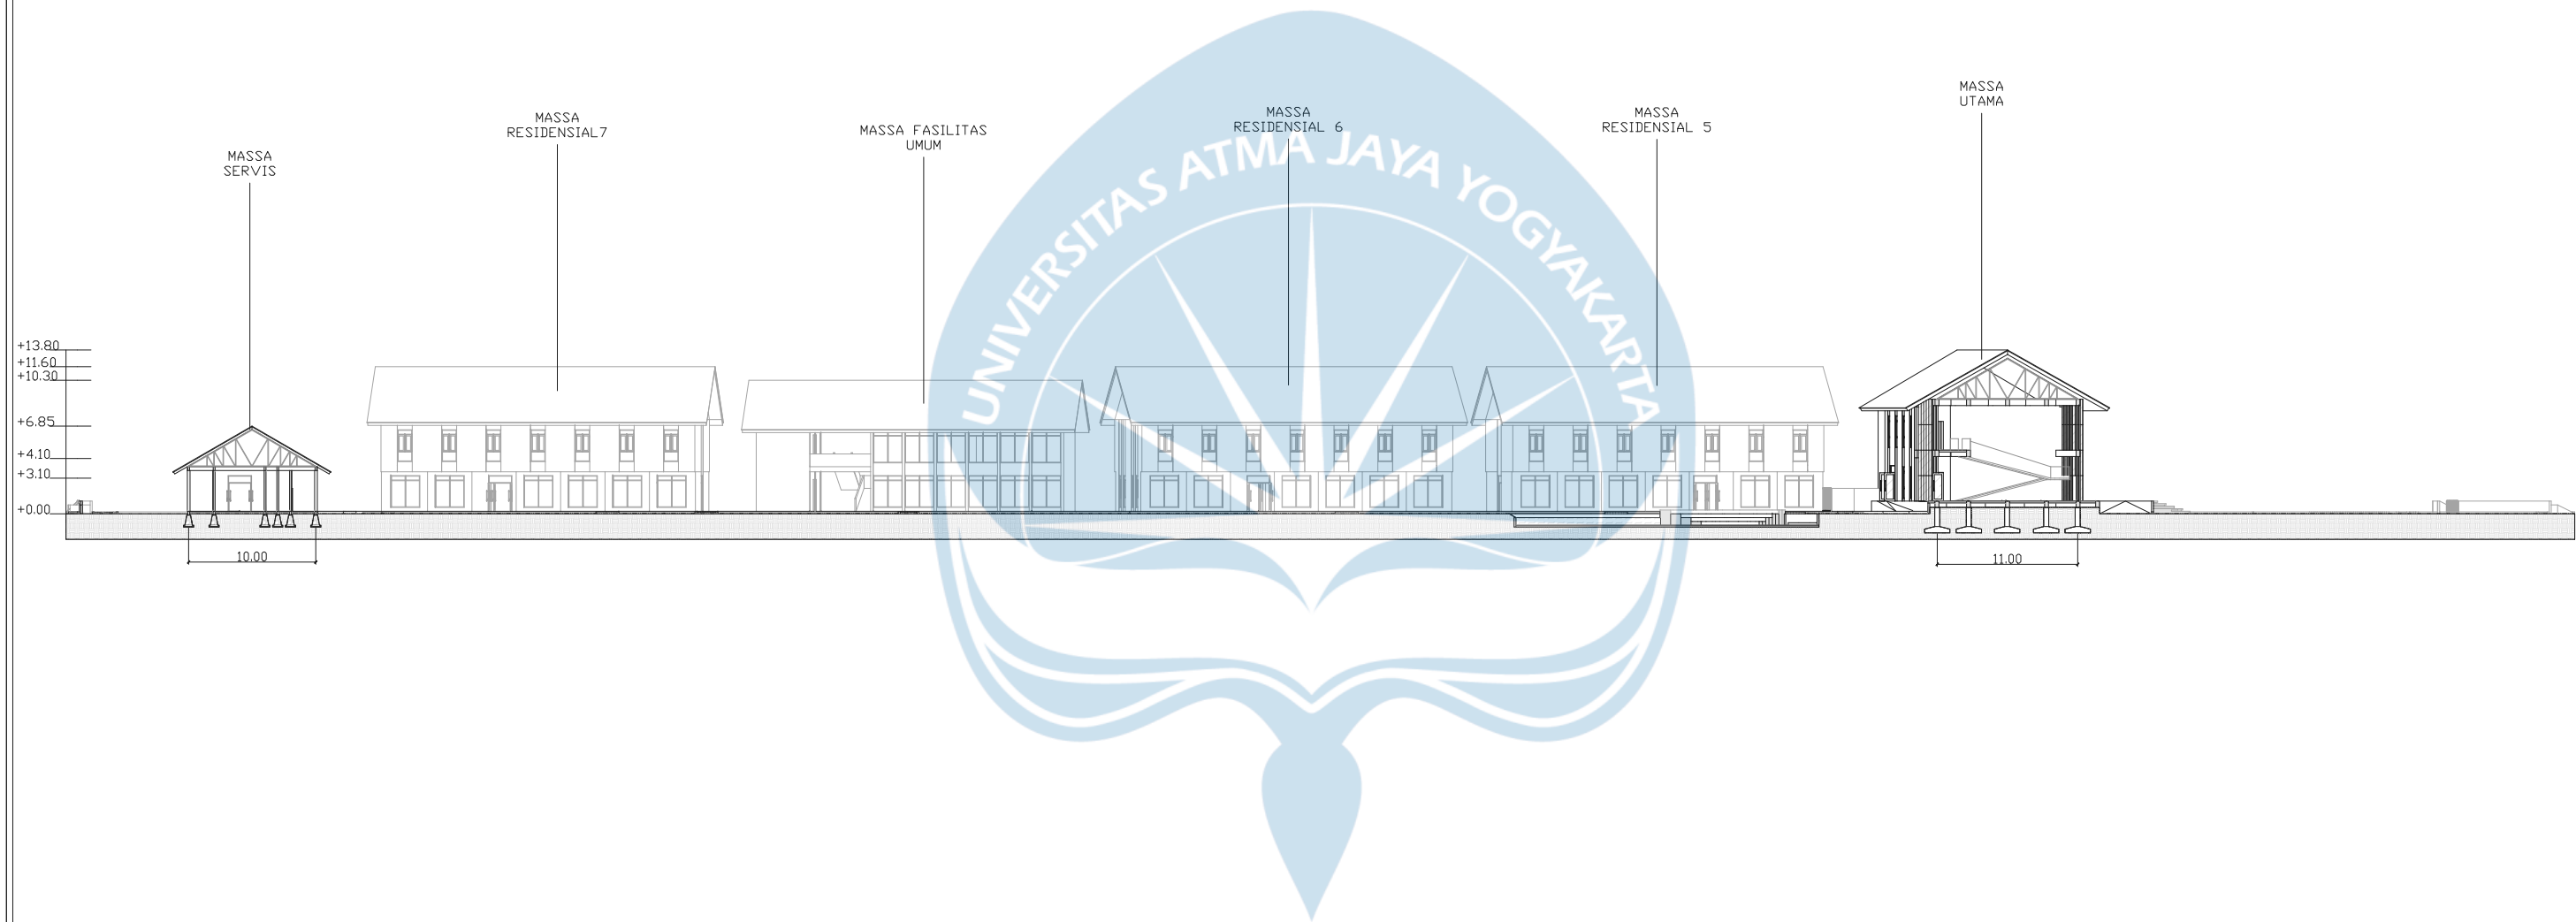 MASSA
UTAMA
MASSA
RESIDENSIAL 6
MASSA
RESIDENSIAL 5
MASSA
RESIDENSIAL7
MASSA FASILITAS
UMUM
MASSA
SERVIS
UNIVERSITAS ATMA JAYA YOGYAKARTA
+13.80
+11.60
+10.30
+6.85
+4.10
+3.10
+0.00
10.00
11.00